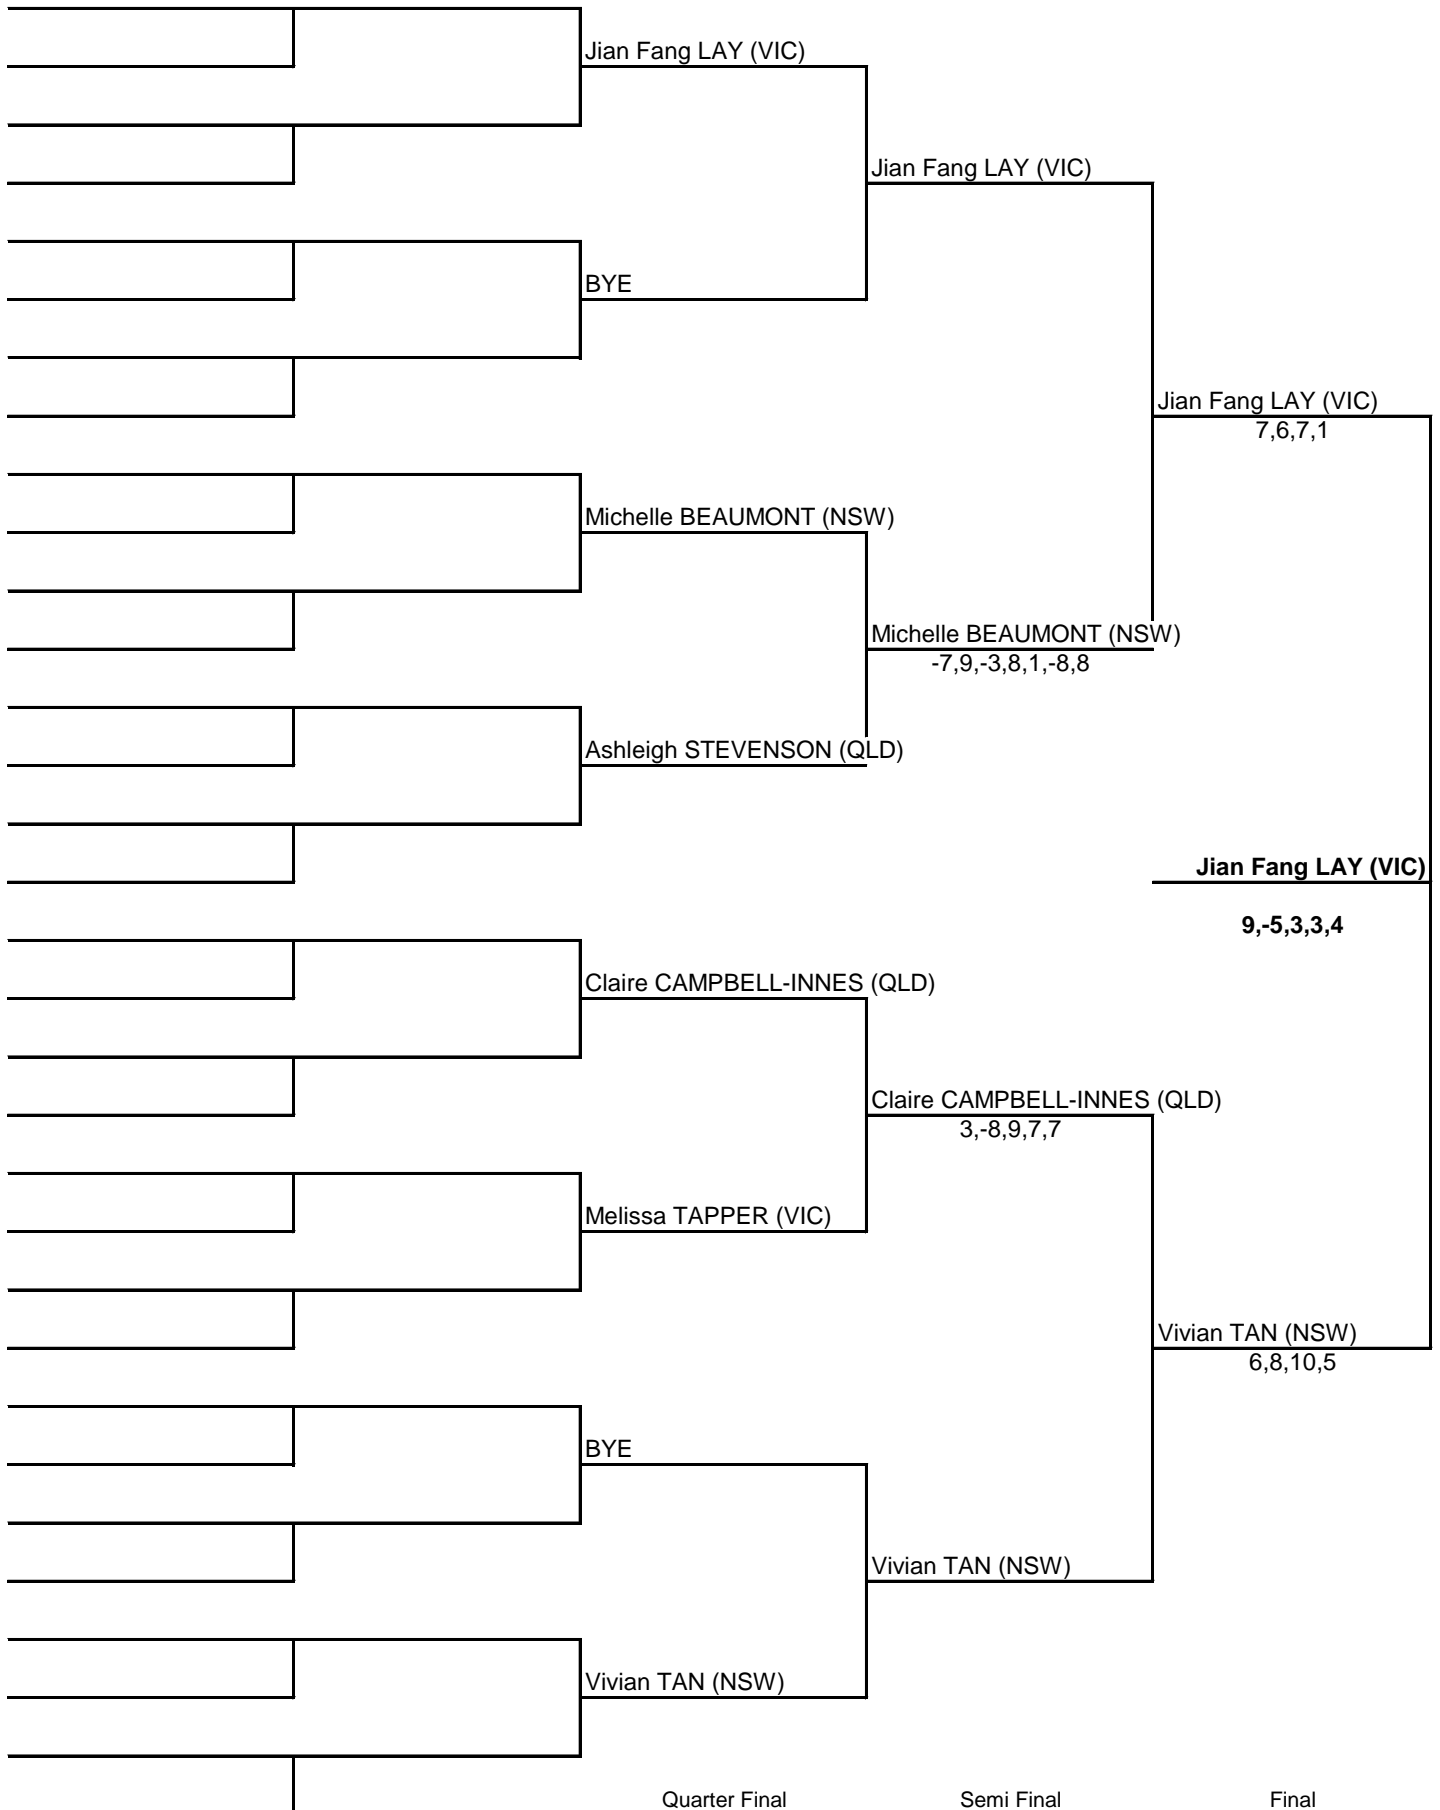 Jian Fang LAY (VIC)
Jian Fang LAY (VIC)
BYE
Jian Fang LAY (VIC)
7,6,7,1
Michelle BEAUMONT (NSW)
Michelle BEAUMONT (NSW)
-7,9,-3,8,1,-8,8
Ashleigh STEVENSON (QLD)
Jian Fang LAY (VIC)
9,-5,3,3,4
Claire CAMPBELL-INNES (QLD)
Claire CAMPBELL-INNES (QLD)
3,-8,9,7,7
Melissa TAPPER (VIC)
Vivian TAN (NSW)
6,8,10,5
BYE
Vivian TAN (NSW)
Vivian TAN (NSW)
Quarter Final Semi Final Final